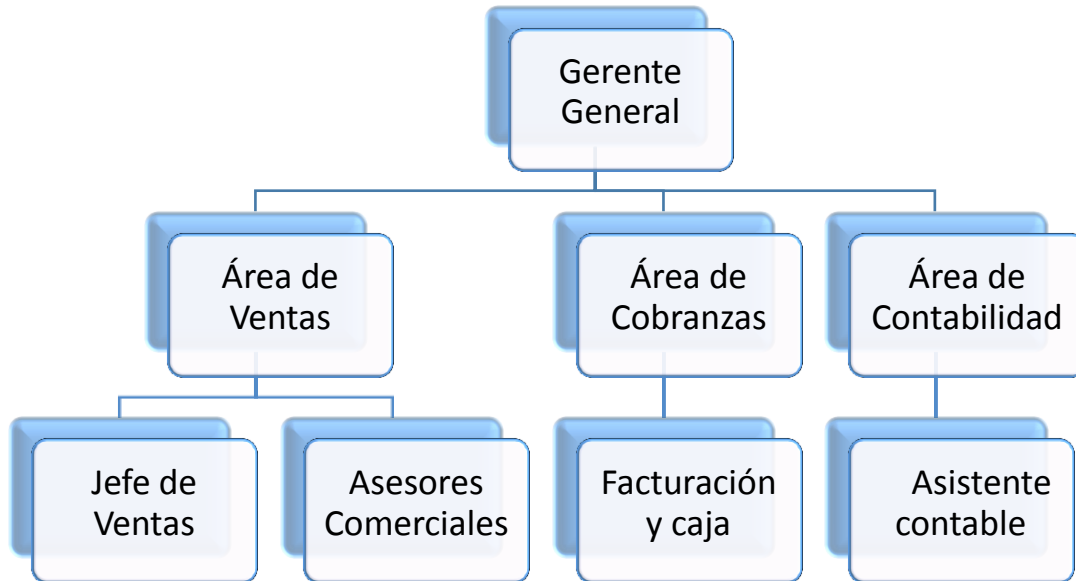 Gerente
General
Área de
Ventas
Área de
Cobranzas
Área de
Contabilidad
Jefe de
Ventas
Asesores
Comerciales
Facturación
y caja
Asistente
contable